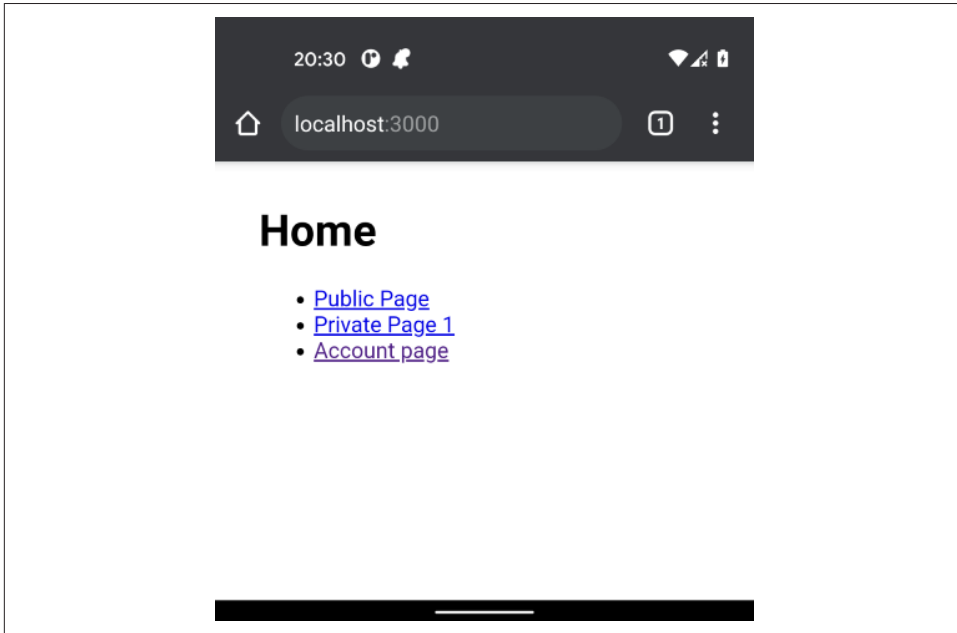 20:30
localhost:3000
1
Home
• Public Page
• Private Page 1
• Account page